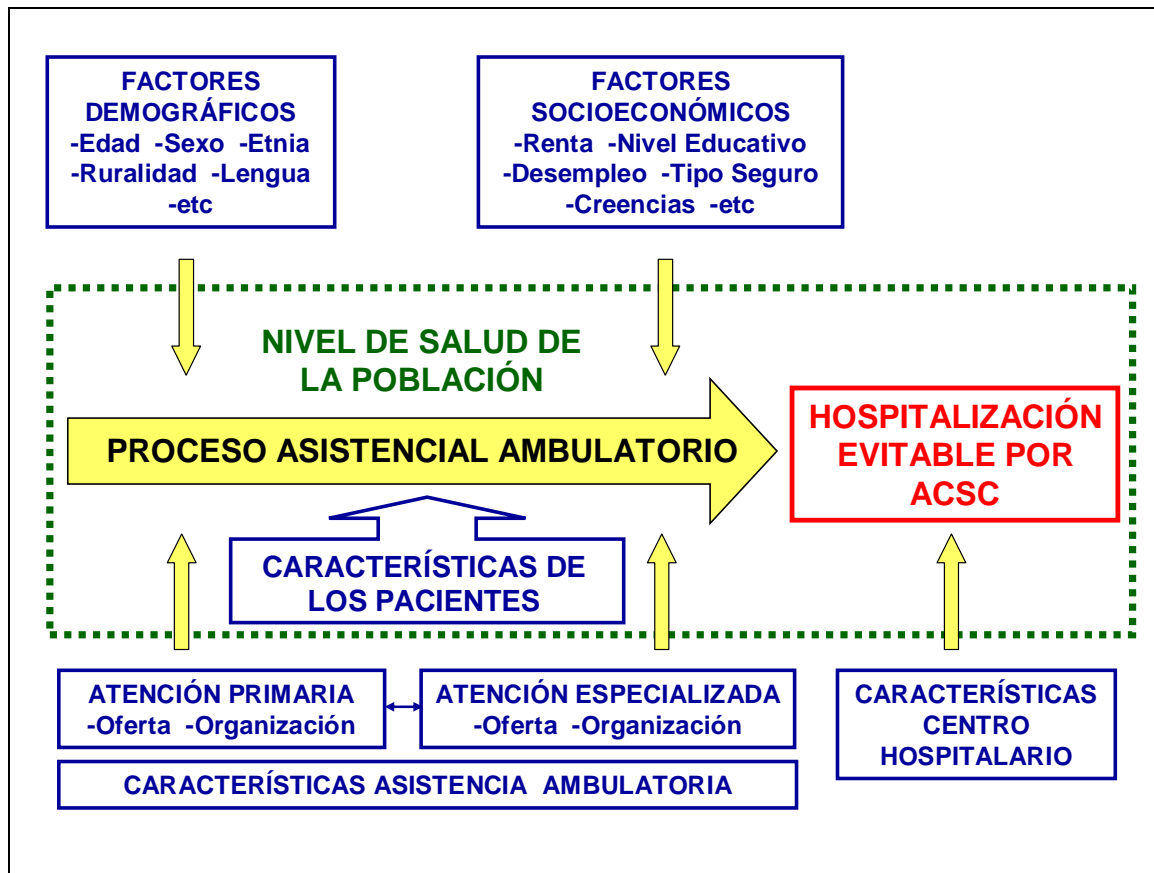 FACTORES
DEMOGRÁFICOS
-Edad -Sexo -Etnia
-Ruralidad -Lengua
-etc
FACTORES
SOCIOECONÓMICOS
-Renta -Nivel Educativo
-Desempleo -Tipo Seguro
-Creencias -etc
NIVEL DE SALUD DE
LA POBLACIÓN
PROCESO ASISTENCIAL AMBULATORIO
HOSPITALIZACIÓN
EVITABLE POR
ACSC
CARACTERÍSTICAS DE
LOS PACIENTES
ATENCIÓN PRIMARIA
-Oferta -Organización
ATENCIÓN ESPECIALIZADA
-Oferta -Organización
CARACTERÍSTICAS ASISTENCIA AMBULATORIA
CARACTERÍSTICAS
CENTRO
HOSPITALARIO